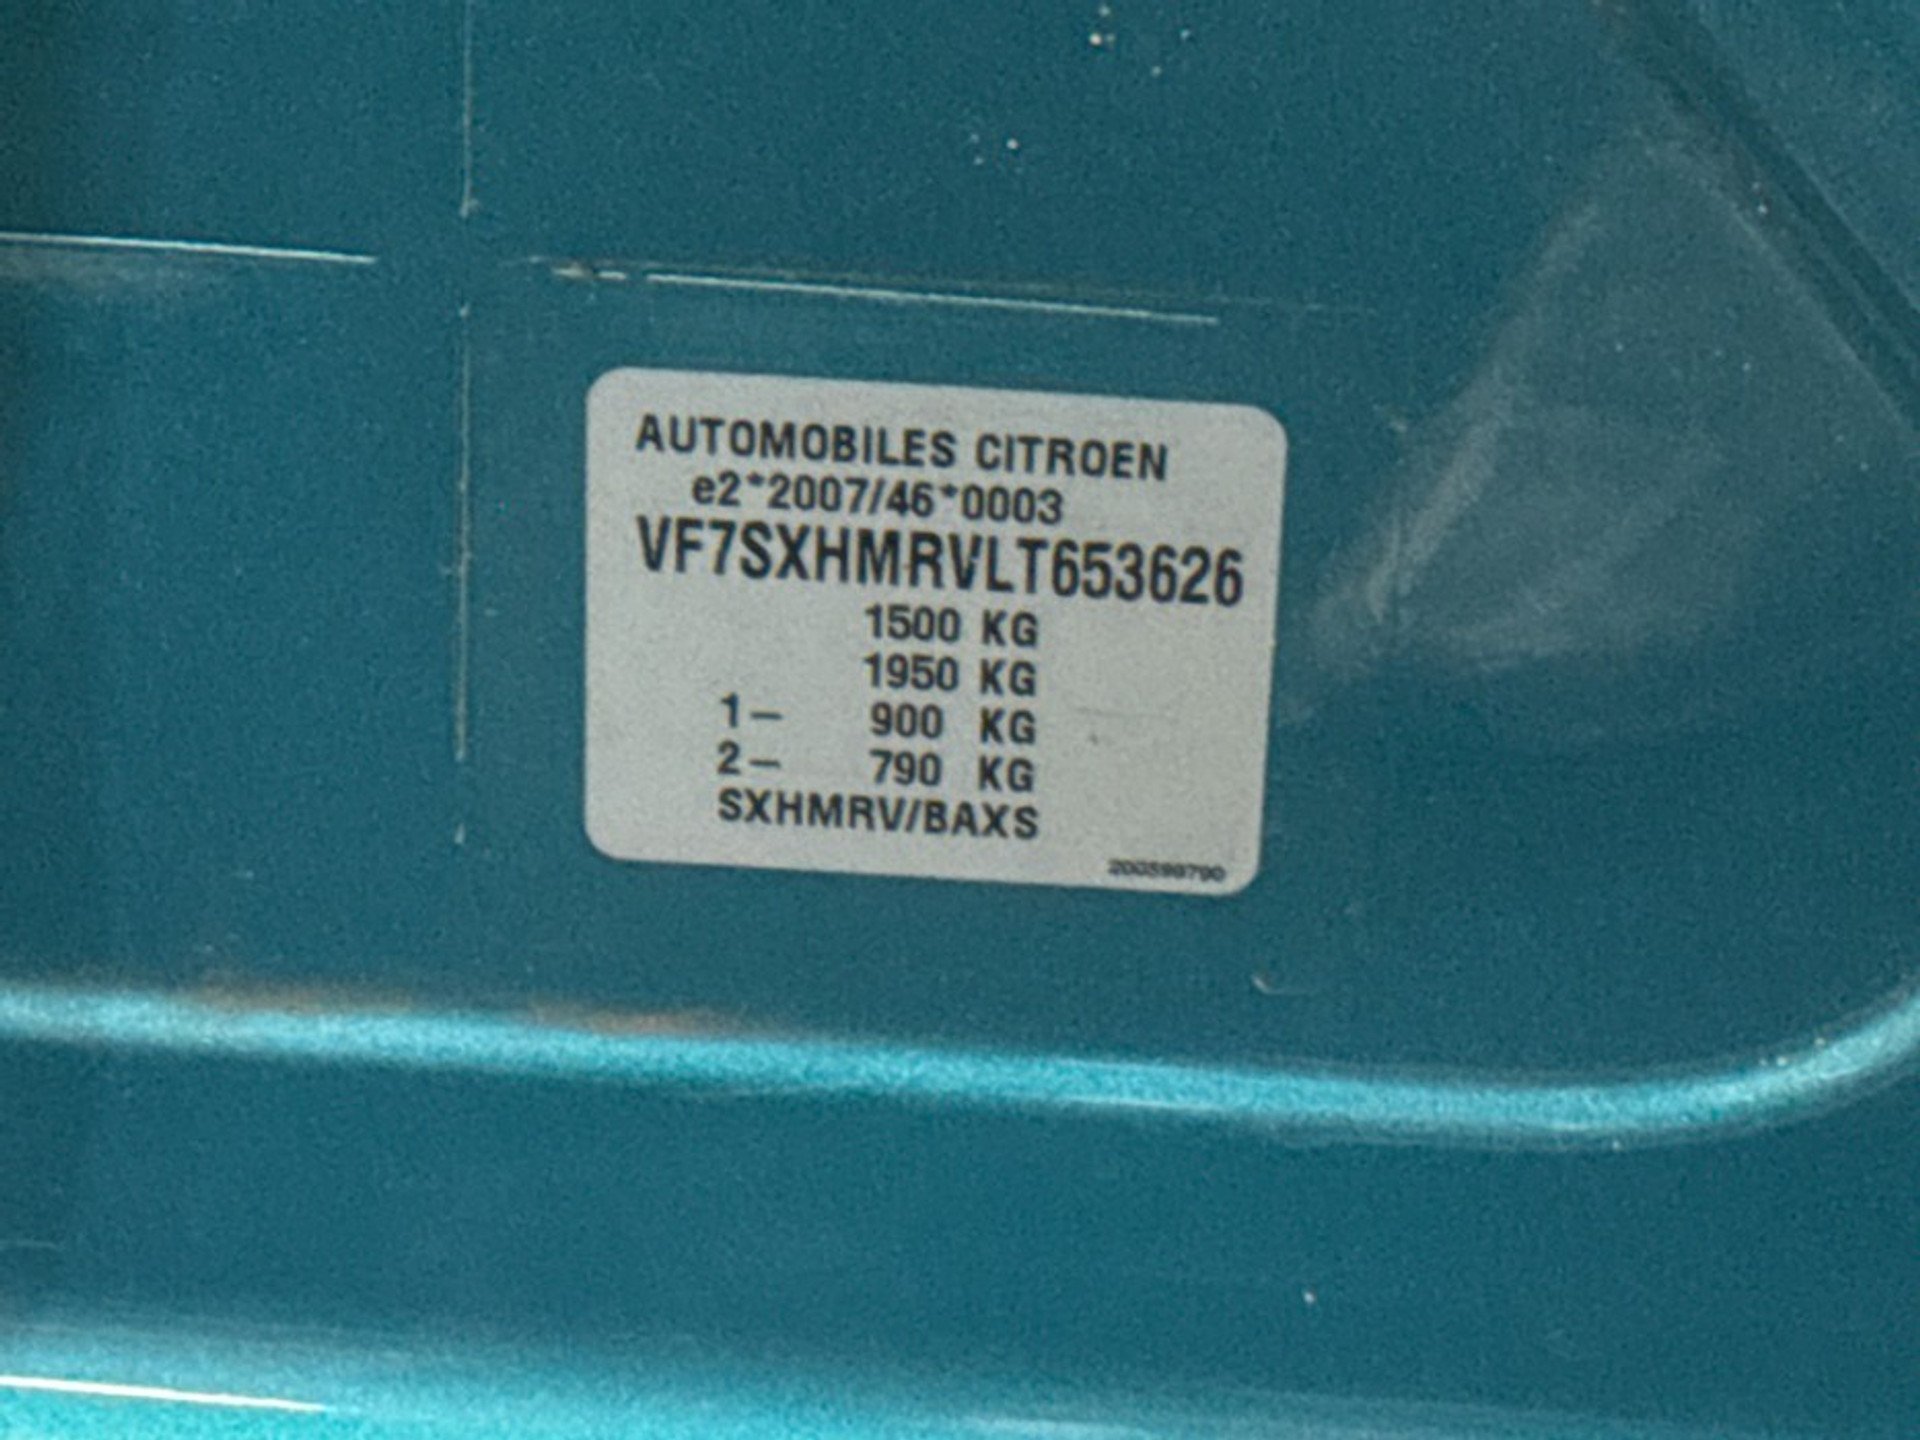 AUTOMOBILES CITROEN
e2*2007/46*0003
VF7SXHMRVLT653626
1500 KG
1950 KG
1- 900 KG
2- 790 KG
SXHMRV/BAXS